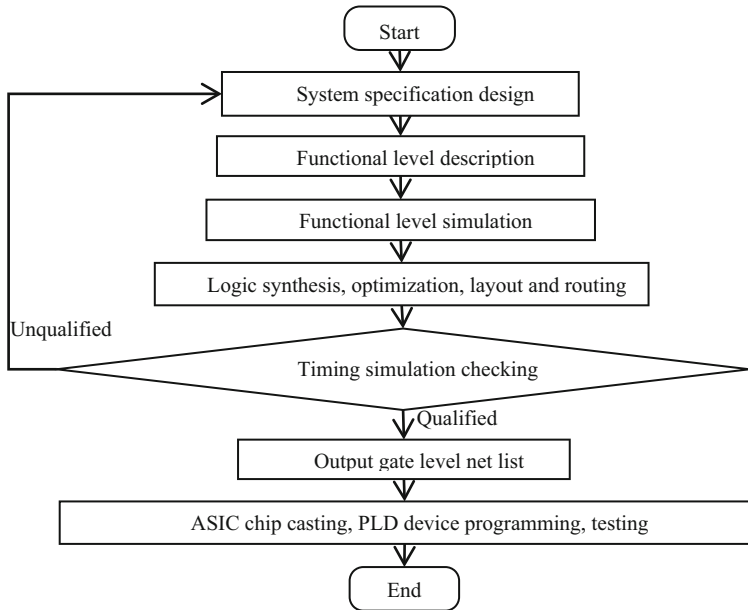 Start
System specification design
Functional level description
Functional level simulation
Logic synthesis, optimization, layout and routing
Unqualified
Timing simulation checking
Qualified
Output gate level net list
ASIC chip casting, PLD device programming, testing
End